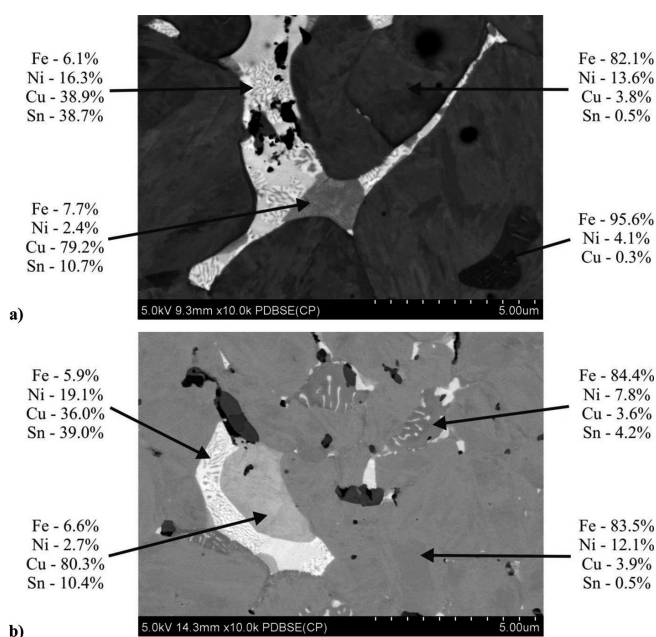 Fe - 6.1%
Ni - 16.3%
Cu - 38.9%
Sn - 38.7%
Fe - 82.1%
Ni - 13.6%
Cu - 3.8%
Sn - 0.5%
Fe - 7.7%
Ni - 2.4%
Cu - 79.2%
Sn - 10.7%
Fe - 95.6%
Ni - 4.1%
Cu - 0.3%
5.0kV 9.3mm x10.0k PDBSE(CP) 5.00um
a)
Fe - 5.9%
Ni - 19.1%
Cu - 36.0%
Sn - 39.0%
Fe - 84.4%
Ni - 7.8%
Cu - 3.6%
Sn - 4.2%
Fe - 6.6%
Ni - 2.7%
Cu - 80.3%
Sn - 10.4%
Fe - 83.5%
Ni - 12.1%
Cu - 3.9%
Sn - 0.5%
5.0kV 14.3mm x10.0k PDBSE(CP) 5.00um
b)